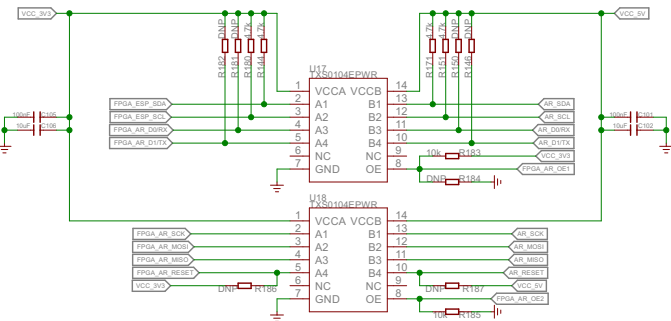 VCC_3V3
VCC_5V
DNP
DNP
4.7k
4.7k
R182
R181
R180
R144
4.7k
4.7k
DNP
DNP
R171
R151
R150
R146
U17
TXS0104EPWR
1 VCCA VCCB 14
2 A1 B1 13
3 A2 B2 12
4 A3 B3 11
5 A4 B4 10
6 NC NC 9
7 GND OE 8
FPGA_ESP_SDA
FPGA_ESP_SCL
FPGA_AR_D0/RX
FPGA_AR_D1/TX
AR_SDA
AR_SCL
AR_D0/RX
AR_D1/TX
10k R183
VCC_3V3
FPGA_AR_OE1
DNP R184
100nF C105
10uF C106
100nF C101
10uF C102
U18
TXS0104EPWR
1 VCCA VCCB 14
2 A1 B1 13
3 A2 B2 12
4 A3 B3 11
5 A4 B4 10
6 NC NC 9
7 GND OE 8
FPGA_AR_SCK
FPGA_AR_MOSI
FPGA_AR_MISO
FPGA_AR_RESET
VCC_3V3
DNP R186
AR_SCK
AR_MOSI
AR_MISO
AR_RESET
DNP R187
VCC_5V
FPGA_AR_OE2
10k R185